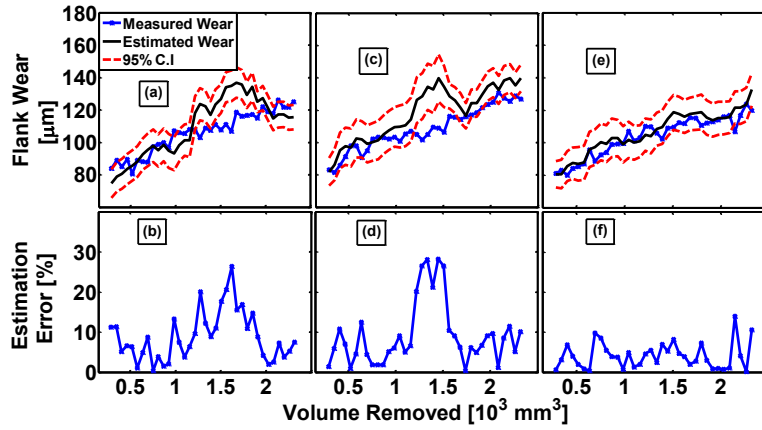 180
160
140
120
100
80
Flank Wear
[μm]
Measured Wear
Estimated Wear
95% C.I
(a)
(c)
(e)
30
20
10
0
Estimation
Error [%]
(b)
(d)
(f)
0.5 1 1.5 2 0.5 1 1.5 2 0.5 1 1.5 2
Volume Removed [10³ mm³]